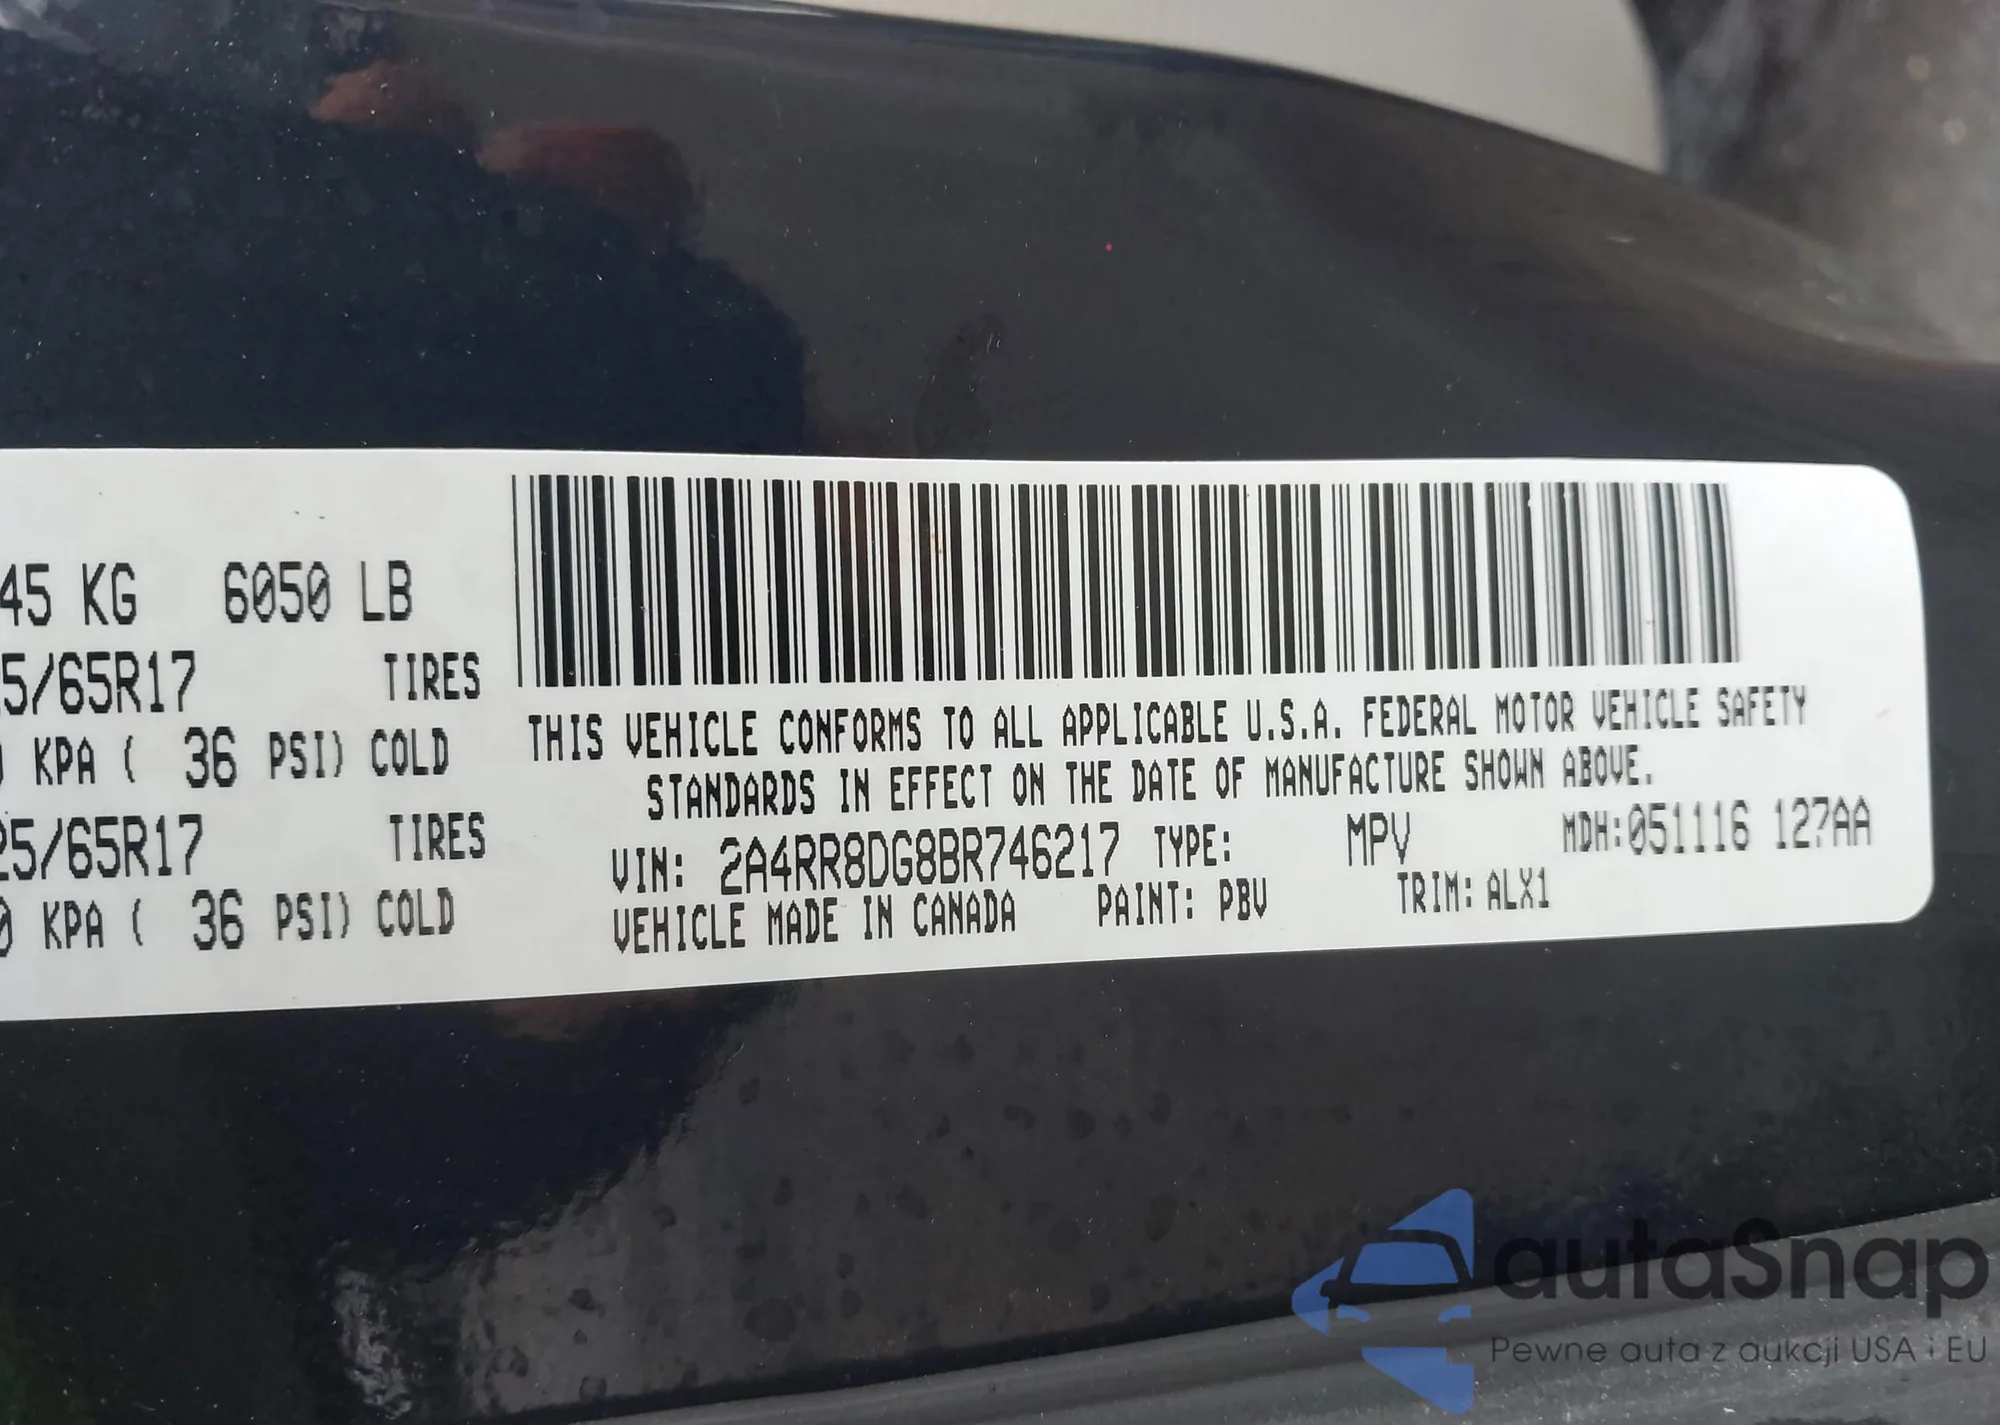 45 KG 6050 LB
5/65R17 TIRES
0 KPA ( 36 PSI) COLD
25/65R17 TIRES
0 KPA ( 36 PSI) COLD
THIS VEHICLE CONFORMS TO ALL APPLICABLE U.S.A. FEDERAL MOTOR VEHICLE SAFETY
STANDARDS IN EFFECT ON THE DATE OF MANUFACTURE SHOWN ABOVE.
VIN: 2A4RR8DG8BR746217 TYPE: MPV MDH:051116 127AA
VEHICLE MADE IN CANADA PAINT: PBV TRIM: ALX1
autaSnap
Pewne auta z aukcji USA i EU